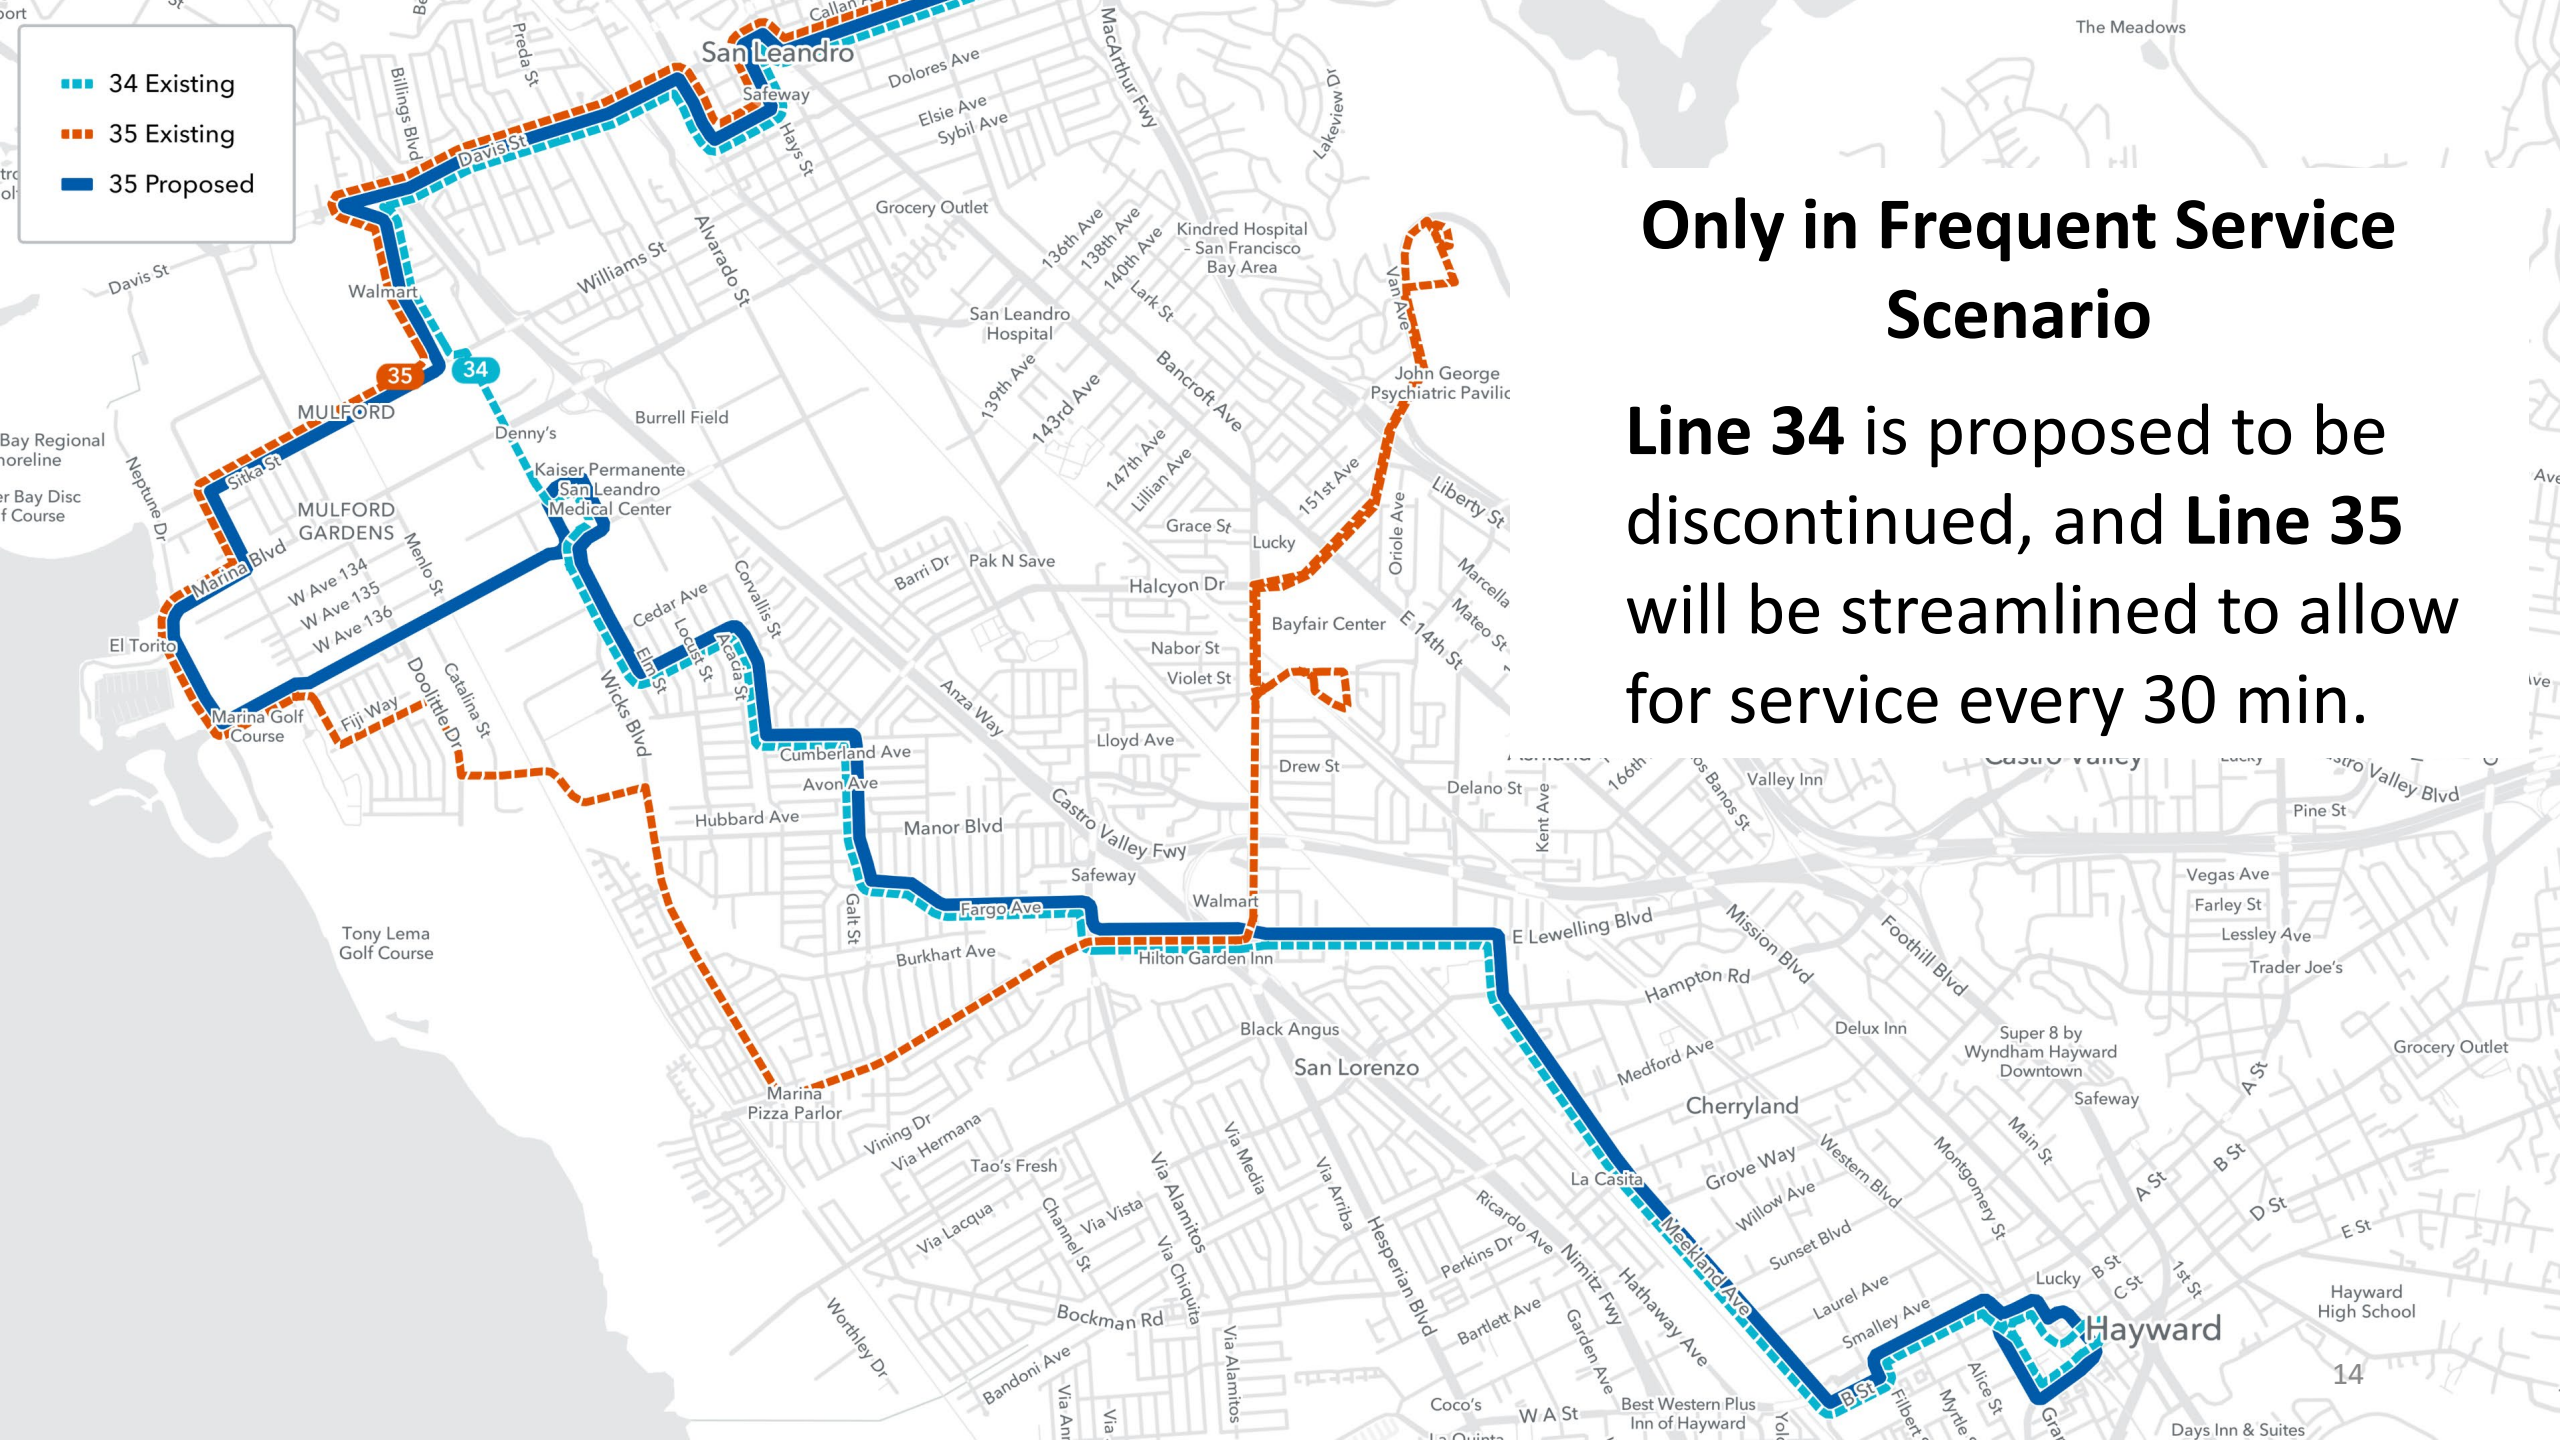 34 Existing
35 Existing
35 Proposed
Only in Frequent Service
Scenario
Line 34 is proposed to be
discontinued, and Line 35
will be streamlined to allow
for service every 30 min.
The Meadows
San Leandro
Safeway
Preda St
Billings Blvd
Davis St
Hays St
Dolores Ave
Elsie Ave
Sybil Ave
MacArthur Fwy
Lakeview Dr
Grocery Outlet
136th Ave
138th Ave
140th Ave
Lark St
Kindred Hospital
- San Francisco
Bay Area
Davis St
Williams St
Alvarado St
Walmart
San Leandro
Hospital
Van Ave
35
34
139th Ave
143rd Ave
Bancroft Ave
John George
MULFORD
Burrell Field
Denny's
147th Ave
Lillian Ave
151st Ave
Liberty St
Oriole Ave
Sitka St
Neptune Dr
MULFORD
GARDENS
Kaiser Permanente
San Leandro
Medical Center
Grace St
Lucky
Marina Blvd
W Ave 134
W Ave 135
W Ave 136
Menlo St
Cedar Ave
Corvallis St
Barri Dr
Pak N Save
Halcyon Dr
Bayfair Center
E 14th St
Marcella
Mateo St
El Torito
Locust St
Acacia St
Elm St
Nabor St
Violet St
Marina Golf
Course
Fiji Way
Doolittle Dr
Catalina St
Wicks Blvd
Anza Way
Lloyd Ave
Cumberland Ave
Avon Ave
Drew St
Delano St
Kent Ave
166th
Valley Inn
Castro Valley
Pine St
Hubbard Ave
Manor Blvd
Castro Valley Fwy
Safeway
Walmart
Vegas Ave
Farley St
Lessley Ave
Trader Joe's
Galt St
Fargo Ave
E Lewelling Blvd
Mission Blvd
Foothill Blvd
Tony Lema
Golf Course
Burkhart Ave
Hilton Garden Inn
Hampton Rd
Black Angus
San Lorenzo
Delux Inn
Super 8 by
Wyndham Hayward
Downtown
Grocery Outlet
Medford Ave
A St
Marina
Pizza Parlor
Cherryland
Safeway
Vining Dr
Via Hermana
Main St
Tao's Fresh
Via Alamitos
Via Media
Via Arriba
La Casita
Grove Way
Western Blvd
Montgomery St
B St
A St
D St
E St
Willow Ave
Via Lacqua
Channel St
Via Vista
Via Chiquita
Hesperian Blvd
Ricardo Ave
Perkins Dr
Nimitz Fwy
Meekland Ave
Sunset Blvd
Lucky
B St
C St
1st St
Hathaway Ave
Laurel Ave
Smalley Ave
Hayward
High School
Worthley Dr
Bockman Rd
Bartlett Ave
Garden Ave
Hayward
Bandoni Ave
Via Alamitos
14
Coco's
W A St
Best Western Plus
Inn of Hayward
B St
Alice St
Days Inn & Suites